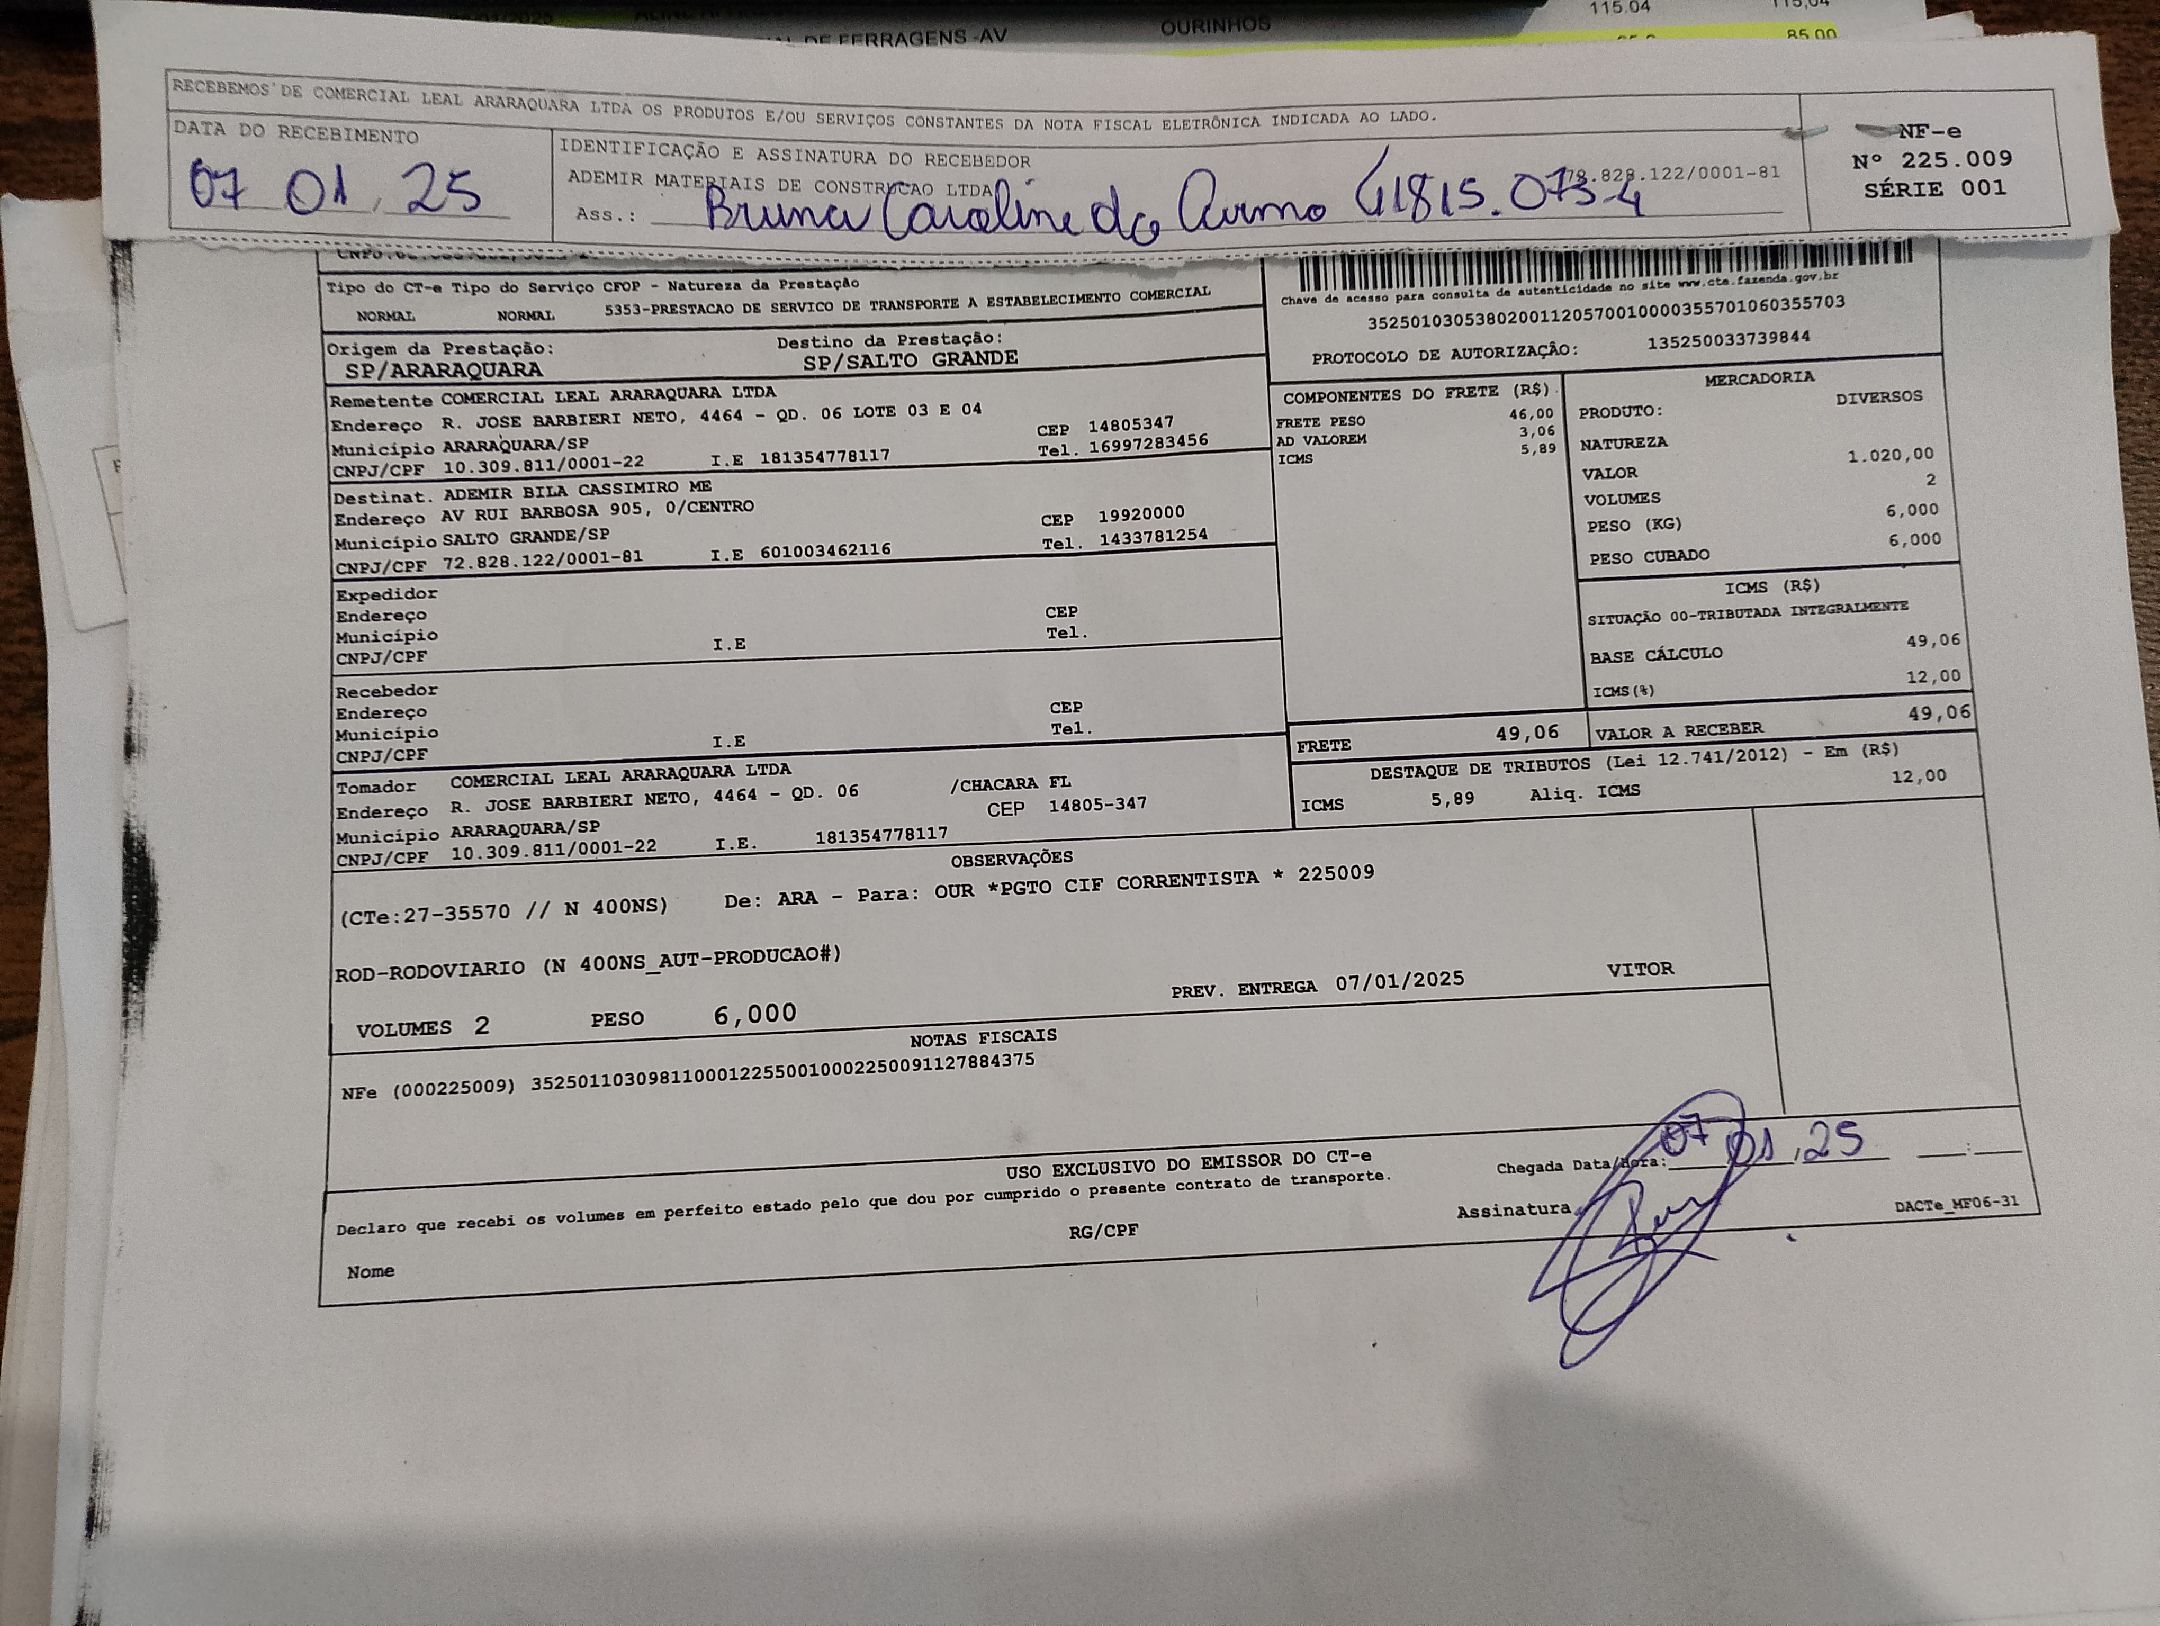 115.04 115,04
DE FERRAGENS -AV OURINHOS 85,00
RECEBEMOS DE COMERCIAL LEAL ARARAQUARA LTDA OS PRODUTOS E/OU SERVIÇOS CONSTANTES DA NOTA FISCAL ELETRÔNICA INDICADA AO LADO.
DATA DO RECEBIMENTO
07 01, 25
IDENTIFICAÇÃO E ASSINATURA DO RECEBEDOR
ADEMIR MATERIAIS DE CONSTRUCAO LTDA .828.122/0001-81
Ass.: Bruna Caroline do 41815.073-4
NF-e
Nº 225.009
SÉRIE 001
Tipo do CT-e Tipo do Serviço CFOP - Natureza da Prestação
NORMAL NORMAL 5353-PRESTACAO DE SERVICO DE TRANSPORTE A ESTABELECIMENTO COMERCIAL
Chave de acesso para consulta de autenticidade no site www.cte.fazenda.gov.br
35250103053802001120570010000355701060355703
PROTOCOLO DE AUTORIZAÇÃO: 135250033739844
Origem da Prestação: Destino da Prestação:
SP/ARARAQUARA SP/SALTO GRANDE
Remetente COMERCIAL LEAL ARARAQUARA LTDA
Endereço R. JOSE BARBIERI NETO, 4464 - QD. 06 LOTE 03 E 04
Município ARARAQUARA/SP CEP 14805347
CNPJ/CPF 10.309.811/0001-22 I.E 181354778117 Tel. 16997283456
Destinat. ADEMIR BILA CASSIMIRO ME
Endereço AV RUI BARBOSA 905, 0/CENTRO
Município SALTO GRANDE/SP CEP 19920000
CNPJ/CPF 72.828.122/0001-81 I.E 601003462116 Tel. 1433781254
Expedidor
Endereço CEP
Município Tel.
CNPJ/CPF I.E
Recebedor
Endereço CEP
Município Tel.
CNPJ/CPF I.E
Tomador COMERCIAL LEAL ARARAQUARA LTDA
Endereço R. JOSE BARBIERI NETO, 4464 - QD. 06 /CHACARA FL
Município ARARAQUARA/SP CEP 14805-347
CNPJ/CPF 10.309.811/0001-22 I.E. 181354778117
COMPONENTES DO FRETE (R$)
FRETE PESO 46,00
AD VALOREM 3,06
ICMS 5,89
MERCADORIA
PRODUTO: DIVERSOS
NATUREZA
VALOR 1.020,00
VOLUMES 2
PESO (KG) 6,000
PESO CUBADO 6,000
ICMS (R$)
SITUAÇÃO 00-TRIBUTADA INTEGRALMENTE
BASE CÁLCULO 49,06
ICMS(%) 12,00
FRETE 49,06 VALOR A RECEBER 49,06
DESTAQUE DE TRIBUTOS (Lei 12.741/2012) - Em (R$)
ICMS 5,89 Aliq. ICMS 12,00
OBSERVAÇÕES
(CTe:27-35570 // N 400NS) De: ARA - Para: OUR *PGTO CIF CORRENTISTA * 225009
ROD-RODOVIARIO (N 400NS_AUT-PRODUCAO#)
VOLUMES 2 PESO 6,000 PREV. ENTREGA 07/01/2025 VITOR
NOTAS FISCAIS
NFe (000225009) 35250110309811000122550010002250091127884375
USO EXCLUSIVO DO EMISSOR DO CT-e
Declaro que recebi os volumes em perfeito estado pelo que dou por cumprido o presente contrato de transporte.
Chegada Data/Hora: 07 01, 25 __:__
Nome RG/CPF Assinatura
DACTe_MF06-31